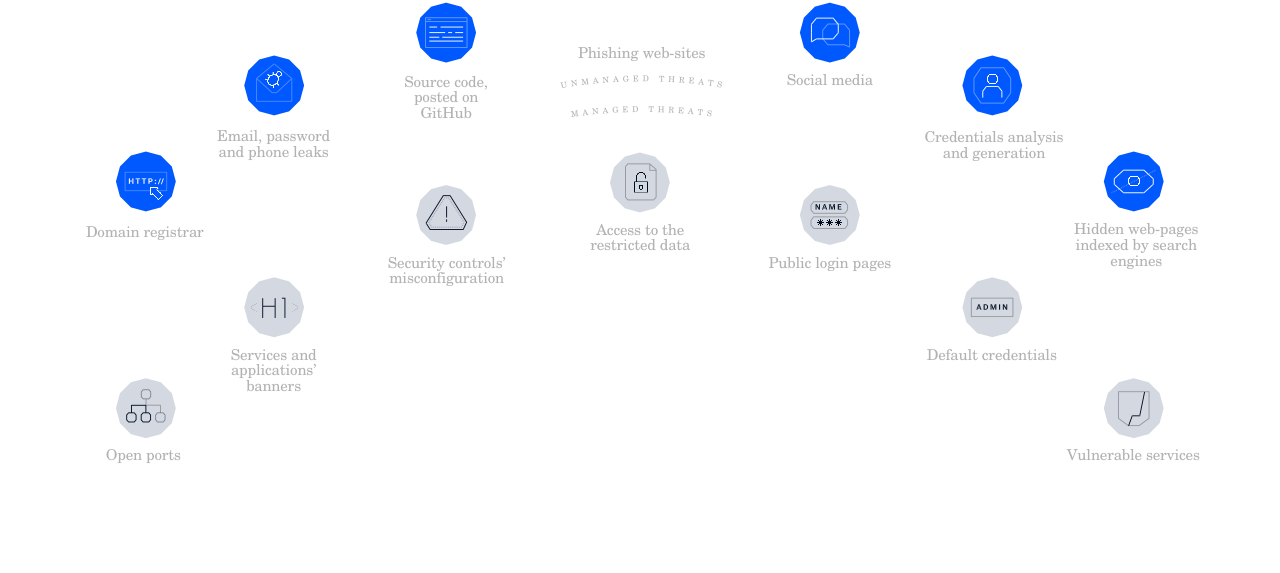 Phishing web-sites
UNMANAGED THREATS
MANAGED THREATS
Source code,
posted on
GitHub
Social media
Email, password
and phone leaks
Credentials analysis
and generation
HTTP://
Domain registrar
Hidden web-pages
indexed by search
engines
Security controls’
misconfiguration
Access to the
restricted data
NAME
***
Public login pages
H1
Services and
applications’
banners
ADMIN
Default credentials
Open ports
Vulnerable services